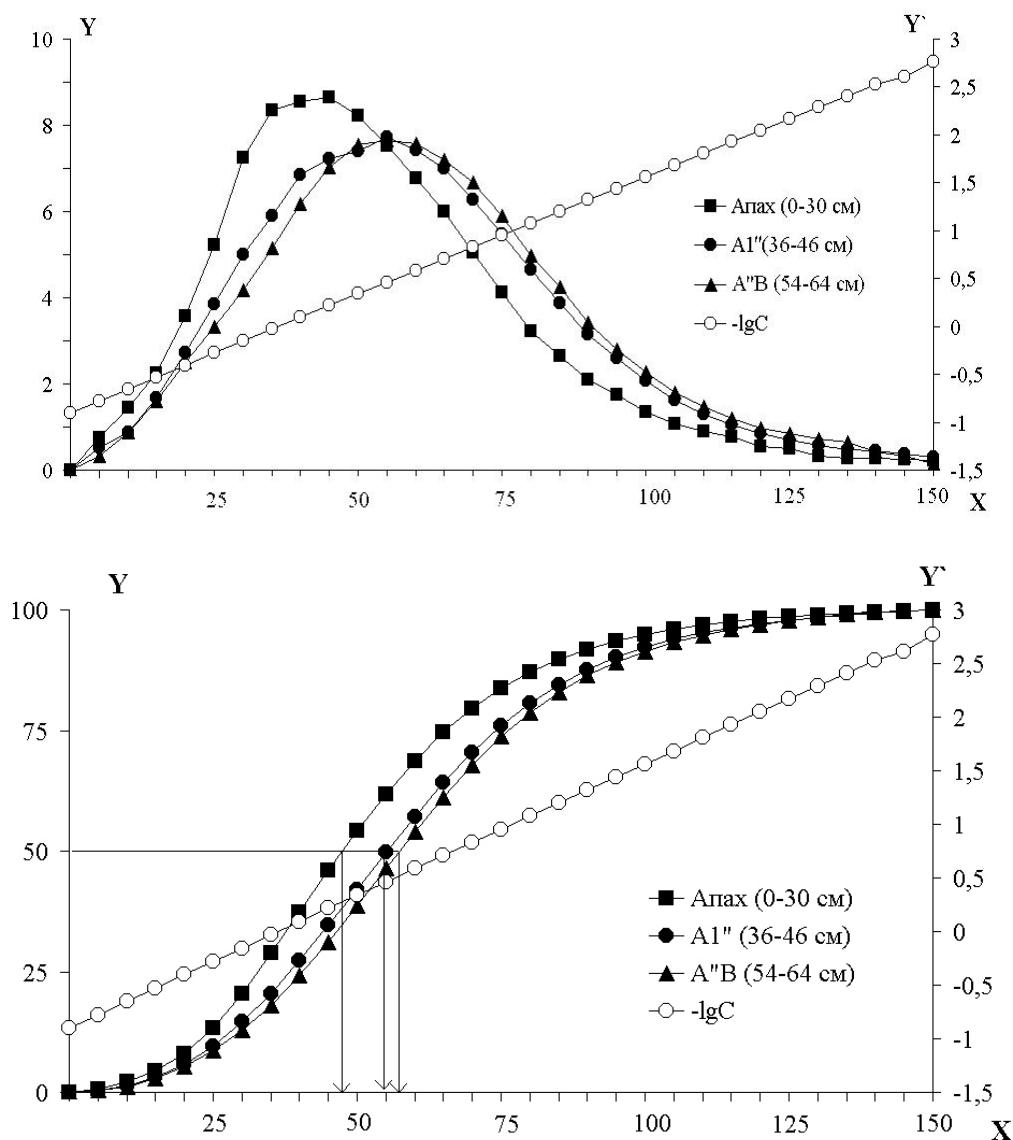 Y Y`
10 3
2,5
8 2
1,5
6 Апах (0-30 см) 1
А1"(36-46 см)
4 А"В (54-64 см) 0,5
-lgC 0
2 -0,5
-1
0 -1,5
25 50 75 100 125 150
X
Y Y`
100 3
2,5
75 2
1,5
1
50 0,5
Апах (0-30 см)
А1" (36-46 см) 0
25 А"В (54-64 см) -0,5
-lgC
-1
0 -1,5
25 50 75 100 125 150
X